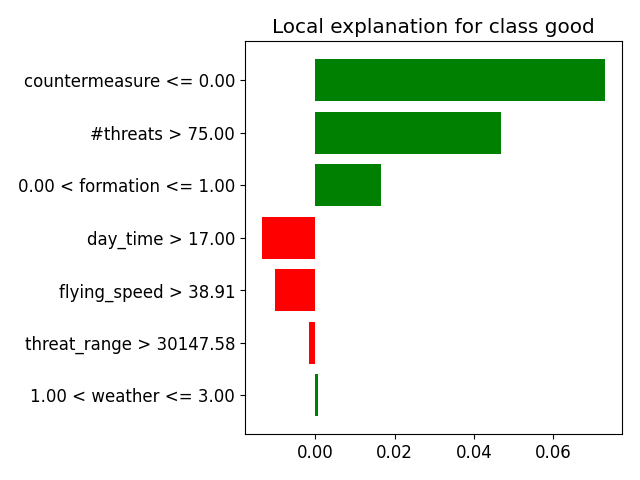 Local explanation for class good
countermeasure <= 0.00
#threats > 75.00
0.00 < formation <= 1.00
day_time > 17.00
flying_speed > 38.91
threat_range > 30147.58
1.00 < weather <= 3.00
0.00 0.02 0.04 0.06